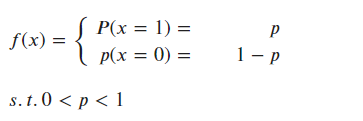 f(x) = { P(x = 1) = p
p(x = 0) = 1 − p
s.t.0 < p < 1